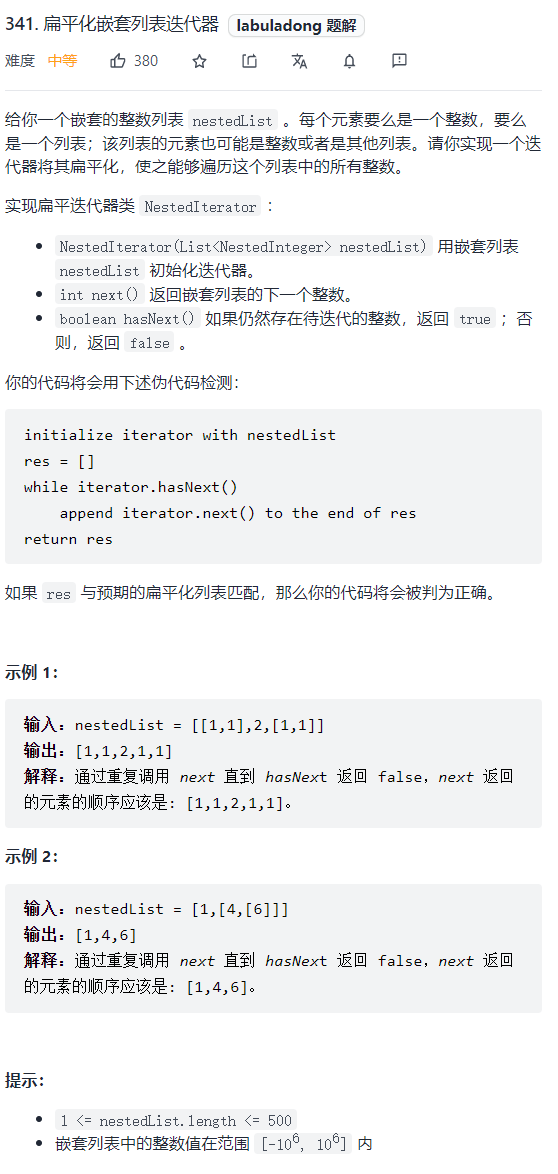 341. 扁平化嵌套列表迭代器 labuladong 题解
难度 中等 380
给你一个嵌套的整数列表 nestedList 。每个元素要么是一个整数，要么
是一个列表；该列表的元素也可能是整数或者是其他列表。请你实现一个迭
代器将其扁平化，使之能够遍历这个列表中的所有整数。
实现扁平迭代器类 NestedIterator ：
• NestedIterator(List<NestedInteger> nestedList) 用嵌套列表
nestedList 初始化迭代器。
• int next() 返回嵌套列表的下一个整数。
• boolean hasNext() 如果仍然存在待迭代的整数，返回 true ；否
则，返回 false 。
你的代码将会用下述伪代码检测：
initialize iterator with nestedList
res = []
while iterator.hasNext()
    append iterator.next() to the end of res
return res
如果 res 与预期的扁平化列表匹配，那么你的代码将会被判为正确。
示例 1：
输入：nestedList = [[1,1],2,[1,1]]
输出：[1,1,2,1,1]
解释：通过重复调用 next 直到 hasNext 返回 false，next 返回
的元素的顺序应该是: [1,1,2,1,1]。
示例 2：
输入：nestedList = [1,[4,[6]]]
输出：[1,4,6]
解释：通过重复调用 next 直到 hasNext 返回 false，next 返回
的元素的顺序应该是: [1,4,6]。
提示：
• 1 <= nestedList.length <= 500
• 嵌套列表中的整数值在范围 [-10⁶, 10⁶] 内